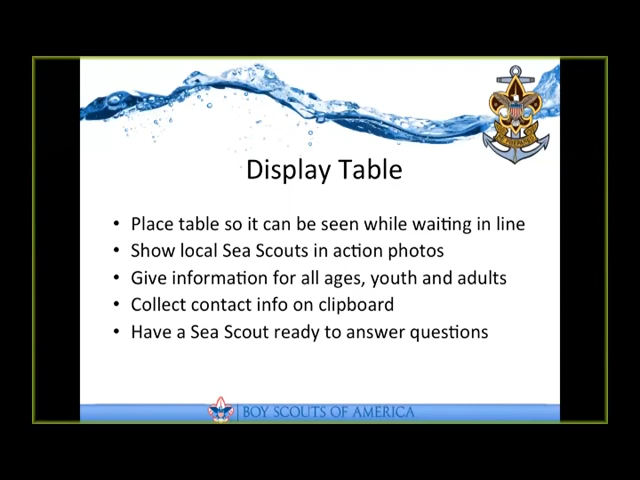 Display Table
• Place table so it can be seen while waiting in line
• Show local Sea Scouts in action photos
• Give information for all ages, youth and adults
• Collect contact info on clipboard
• Have a Sea Scout ready to answer questions
BOY SCOUTS OF AMERICA